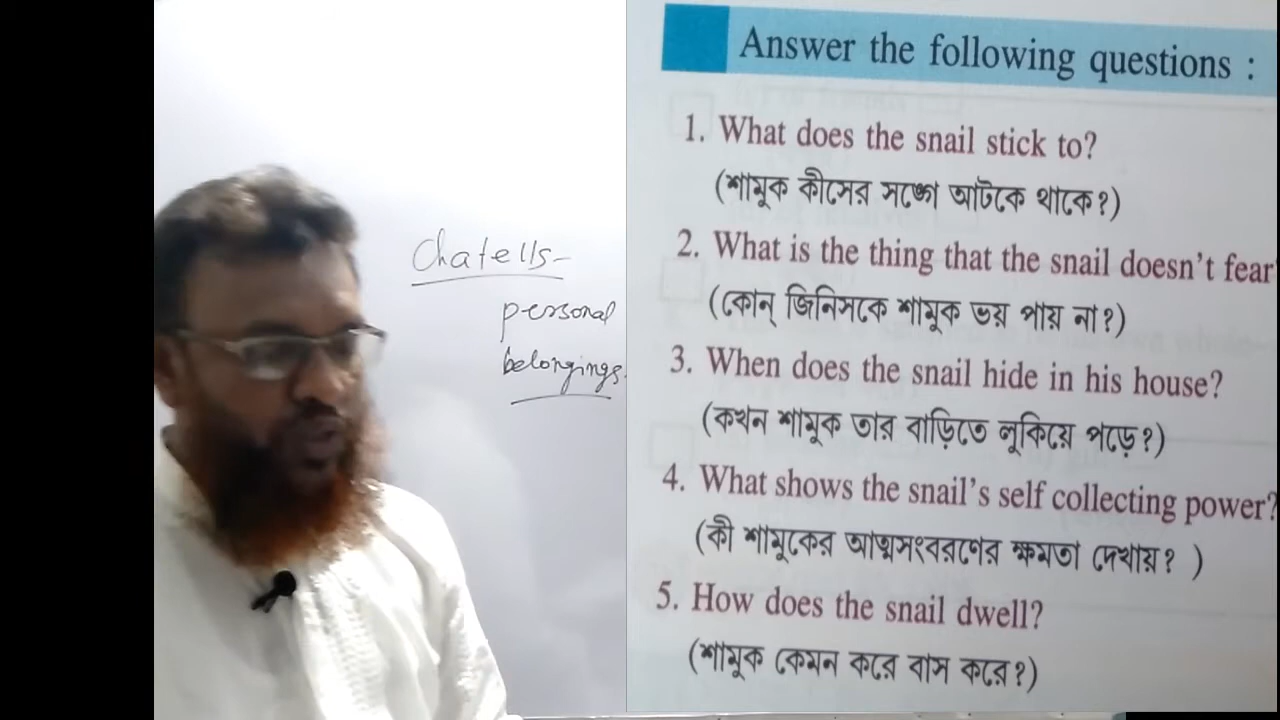 Chatells-
personal
belongings.
Answer the following questions :
1. What does the snail stick to?
(শামুক কীসের সঙ্গে আটকে থাকে?)
2. What is the thing that the snail doesn't fear
(কোন্ জিনিসকে শামুক ভয় পায় না?)
3. When does the snail hide in his house?
(কখন শামুক তার বাড়িতে লুকিয়ে পড়ে?)
4. What shows the snail's self collecting power?
(কী শামুকের আত্মসংবরণের ক্ষমতা দেখায়? )
5. How does the snail dwell?
(শামুক কেমন করে বাস করে?)